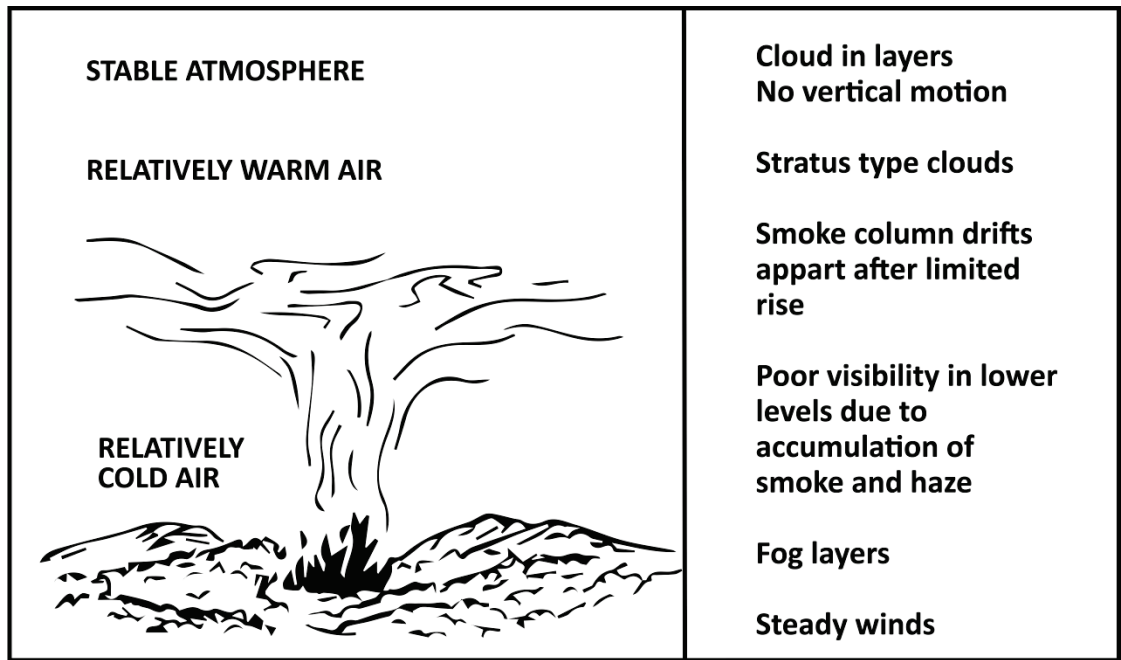 STABLE ATMOSPHERE
RELATIVELY WARM AIR
RELATIVELY
COLD AIR
Cloud in layers
No vertical motion
Stratus type clouds
Smoke column drifts
appart after limited
rise
Poor visibility in lower
levels due to
accumulation of
smoke and haze
Fog layers
Steady winds